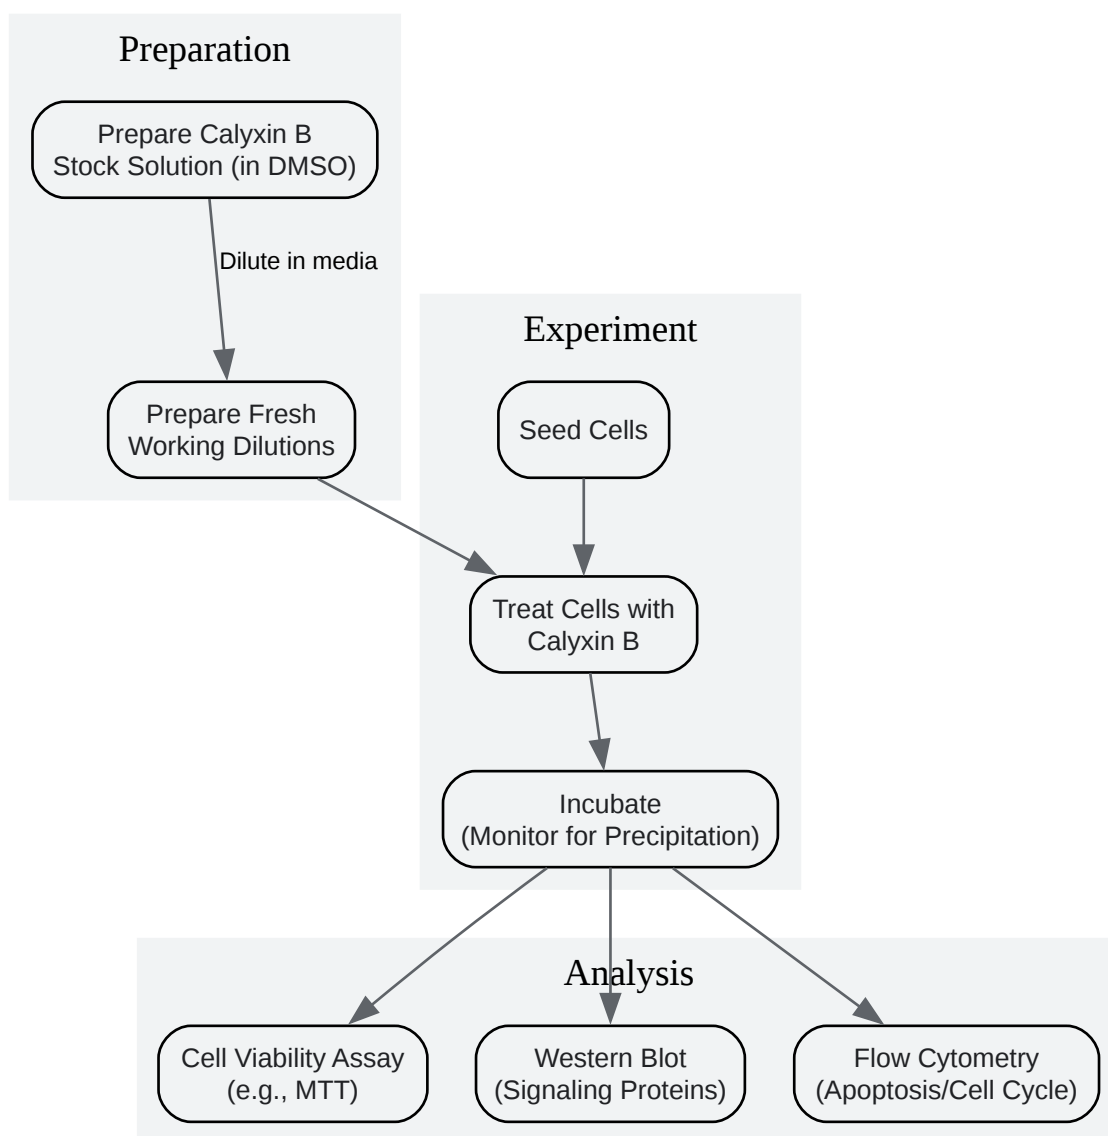 Preparation
Prepare Calyxin B
Stock Solution (in DMSO)
Dilute in media
Prepare Fresh
Working Dilutions
Experiment
Seed Cells
Treat Cells with
Calyxin B
Incubate
(Monitor for Precipitation)
Analysis
Cell Viability Assay
(e.g., MTT)
Western Blot
(Signaling Proteins)
Flow Cytometry
(Apoptosis/Cell Cycle)